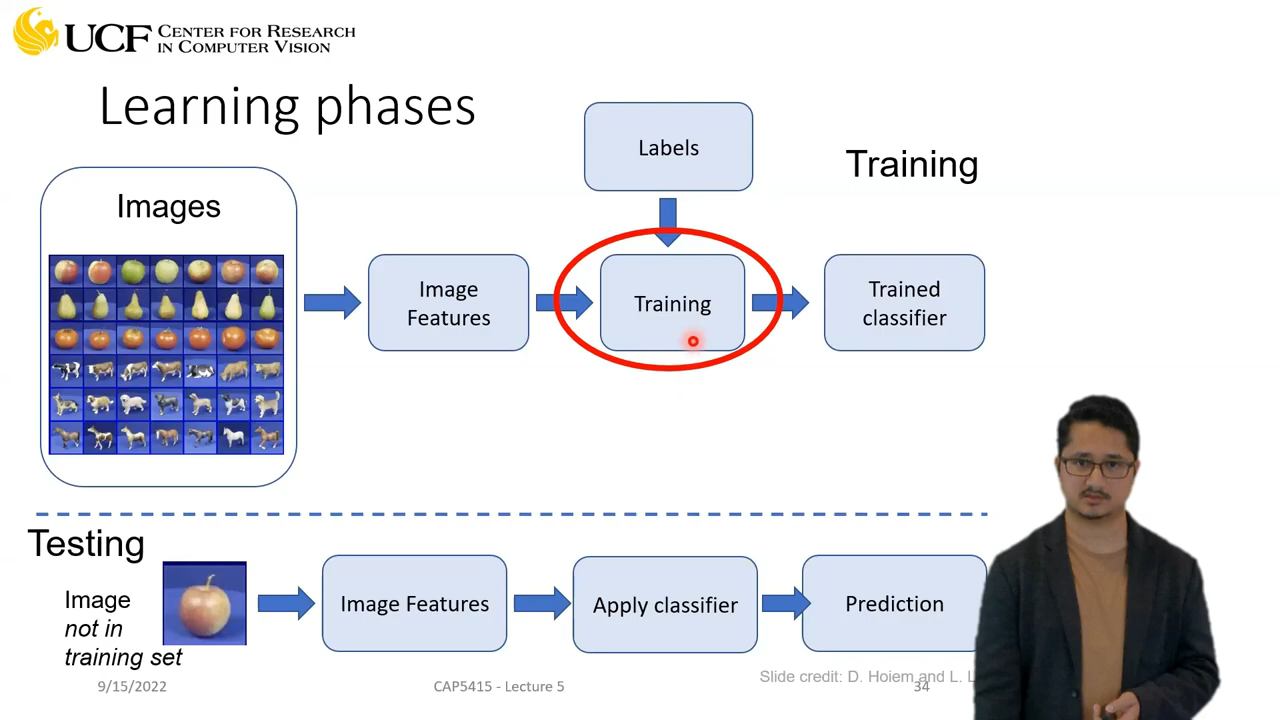 UCF CENTER FOR RESEARCH
IN COMPUTER VISION
Learning phases
Labels
Training
Images
Image
Features
Training
Trained
classifier
Testing
Image
not in
training set
Image Features
Apply classifier
Prediction
Slide credit: D. Hoiem and L.
9/15/2022
CAP5415 - Lecture 5
34